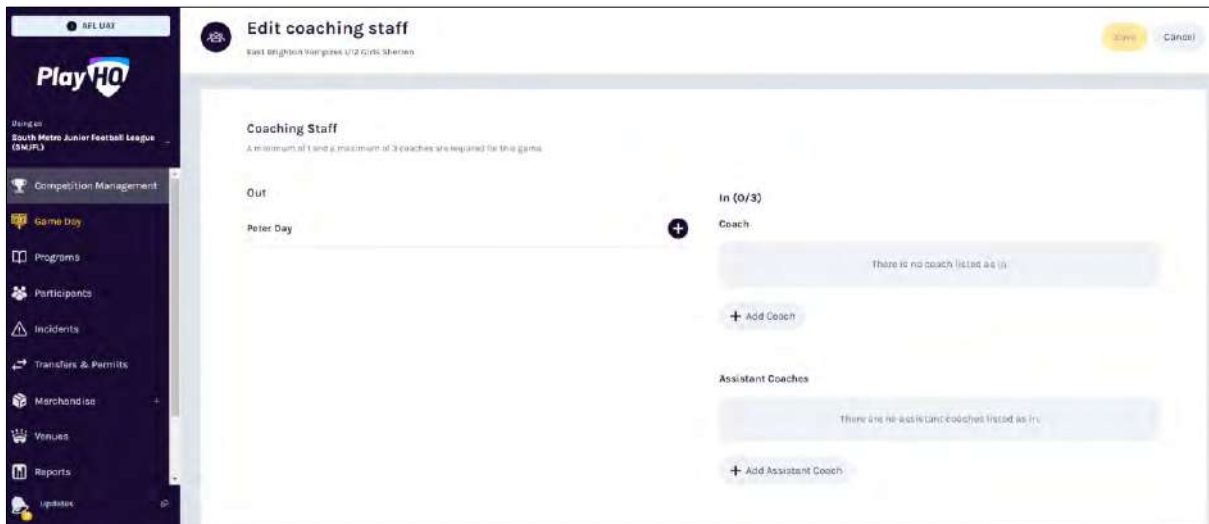 AFL UAT
PlayHQ
Using as
South Metro Junior Football League
(SMJFL)
Competition Management
Game Day
Programs
Participants
Incidents
Transfers & Permits
Merchandise +
Venues
Reports
Updates
Edit coaching staff
East Brighton Vampires U12 Girls Sherrin
Save
Cancel
Coaching Staff
A minimum of 1 and a maximum of 3 coaches are required for this game.
Out
Peter Day
In (0/3)
Coach
There is no coach listed as in.
+ Add Coach
Assistant Coaches
There are no assistant coaches listed as in.
+ Add Assistant Coach